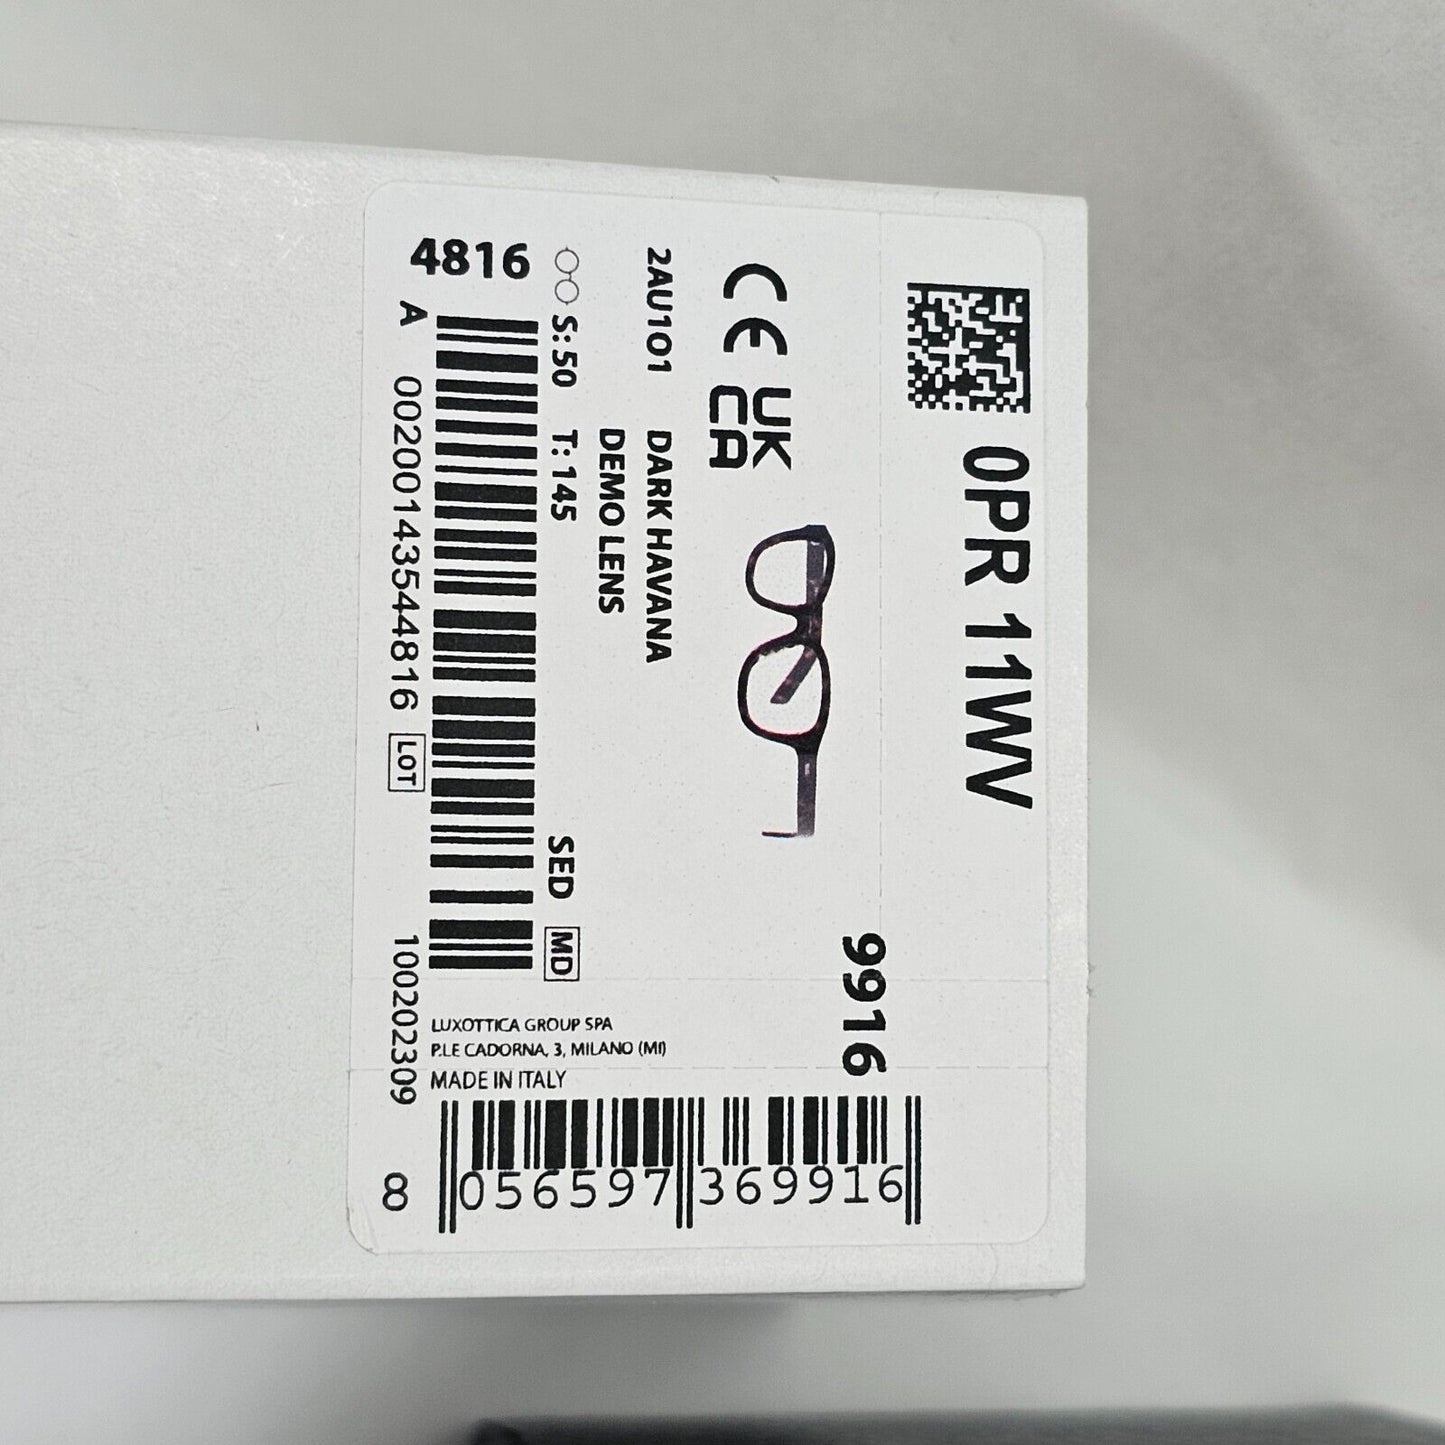 0PR 11WV
9916
CE UK
CA
2AU1O1 DARK HAVANA
DEMO LENS
S: 50 T: 145 SED MD
4816
A 00200143544816 LOT 100202309
LUXOTTICA GROUP SPA
P.LE CADORNA, 3, MILANO (MI)
MADE IN ITALY
8 056597 369916